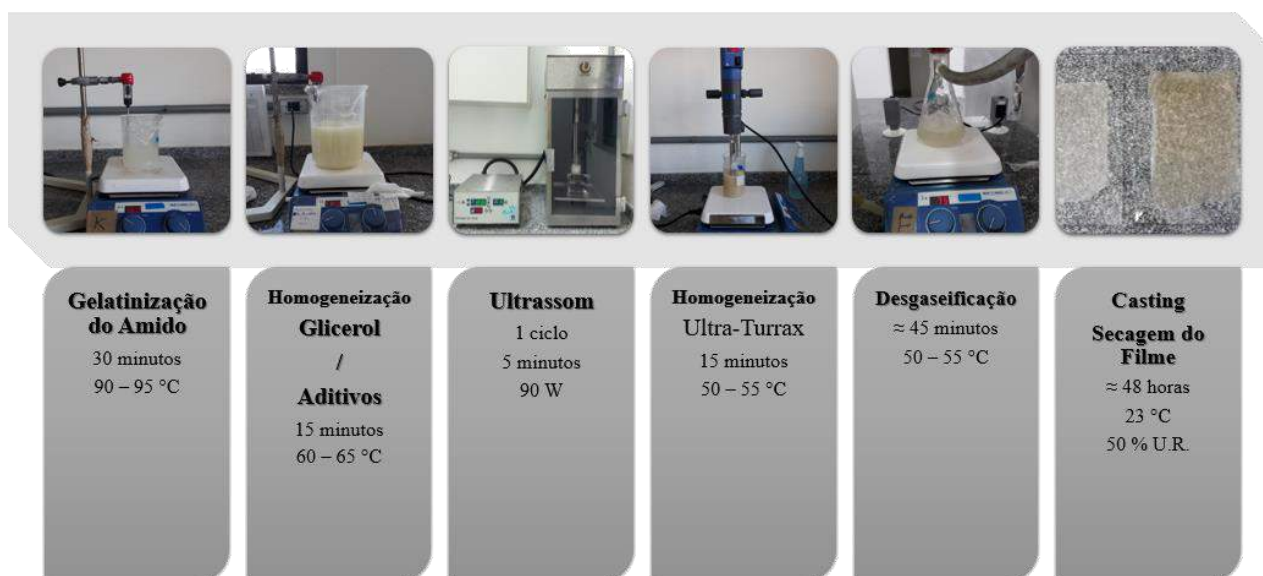 Gelatinização
do Amido
30 minutos
90 – 95 °C
Homogeneização
Glicerol
/
Aditivos
15 minutos
60 – 65 °C
Ultrassom
1 ciclo
5 minutos
90 W
Homogeneização
Ultra-Turrax
15 minutos
50 – 55 °C
Desgaseificação
≈ 45 minutos
50 – 55 °C
Casting
Secagem do
Filme
≈ 48 horas
23 °C
50 % U.R.